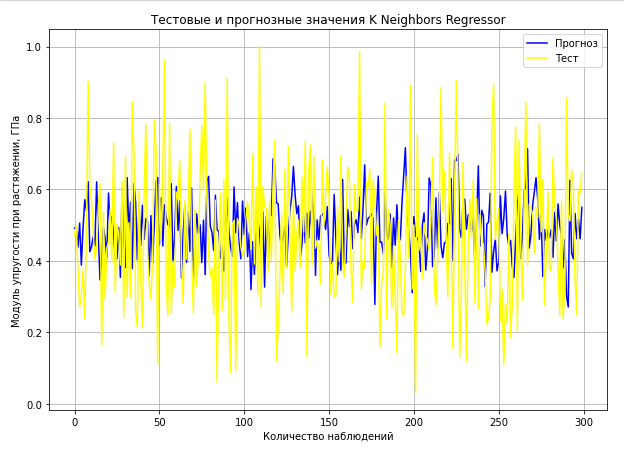 Тестовые и прогнозные значения K Neighbors Regressor
Прогноз
Тест
Модуль упругости при растяжении, ГПа
1.0
0.8
0.6
0.4
0.2
0.0
0
50
100
150
200
250
300
Количество наблюдений